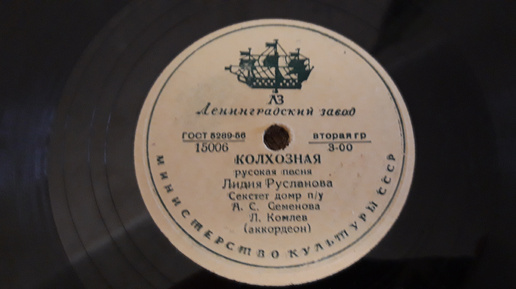 ЛЗ
Ленинградский завод
ГОСТ 5289-56 вторая гр
15006 3-00
КОЛХОЗНАЯ
русская песня
Лидия Русланова
Секстет домр п/у
А. С. Семенова
Л. Комлев
(аккордеон)
МИНИСТЕРСТВО КУЛЬТУРЫ СССР